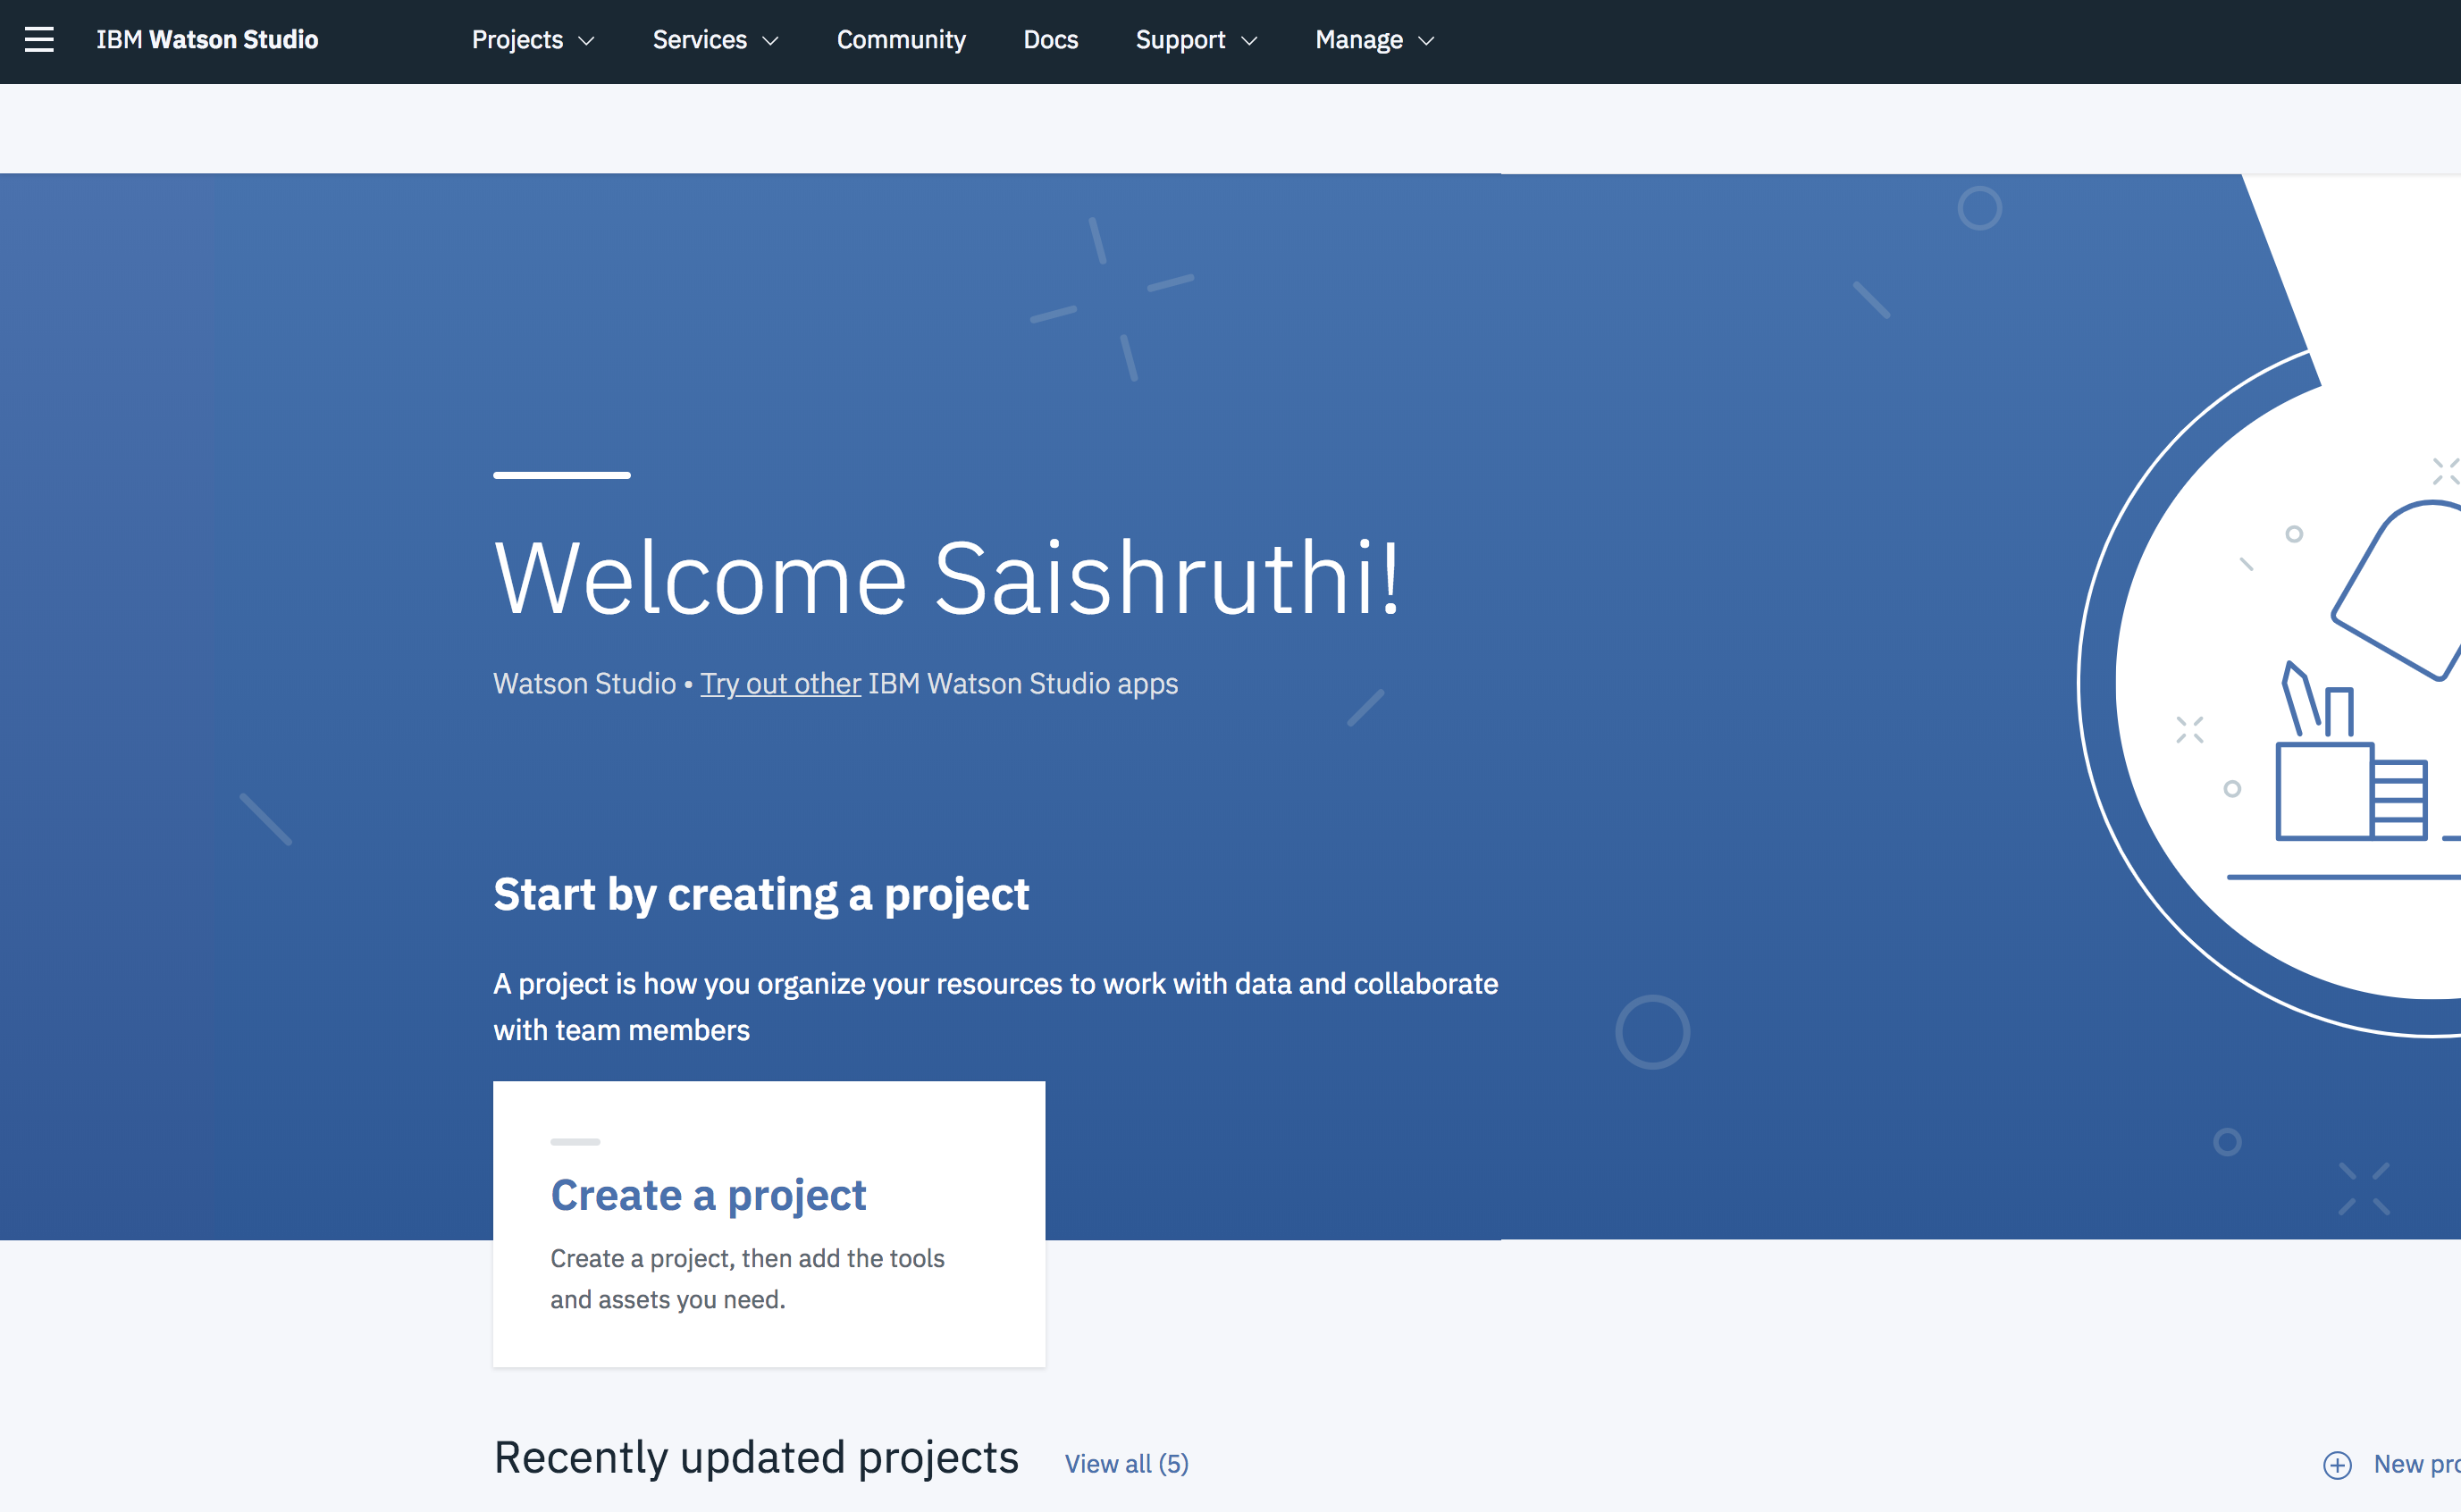 IBM Watson Studio Projects Services Community Docs Support Manage
Welcome Saishruthi!
Watson Studio • Try out other IBM Watson Studio apps
Start by creating a project
A project is how you organize your resources to work with data and collaborate
with team members
Create a project
Create a project, then add the tools
and assets you need.
Recently updated projects View all (5) New